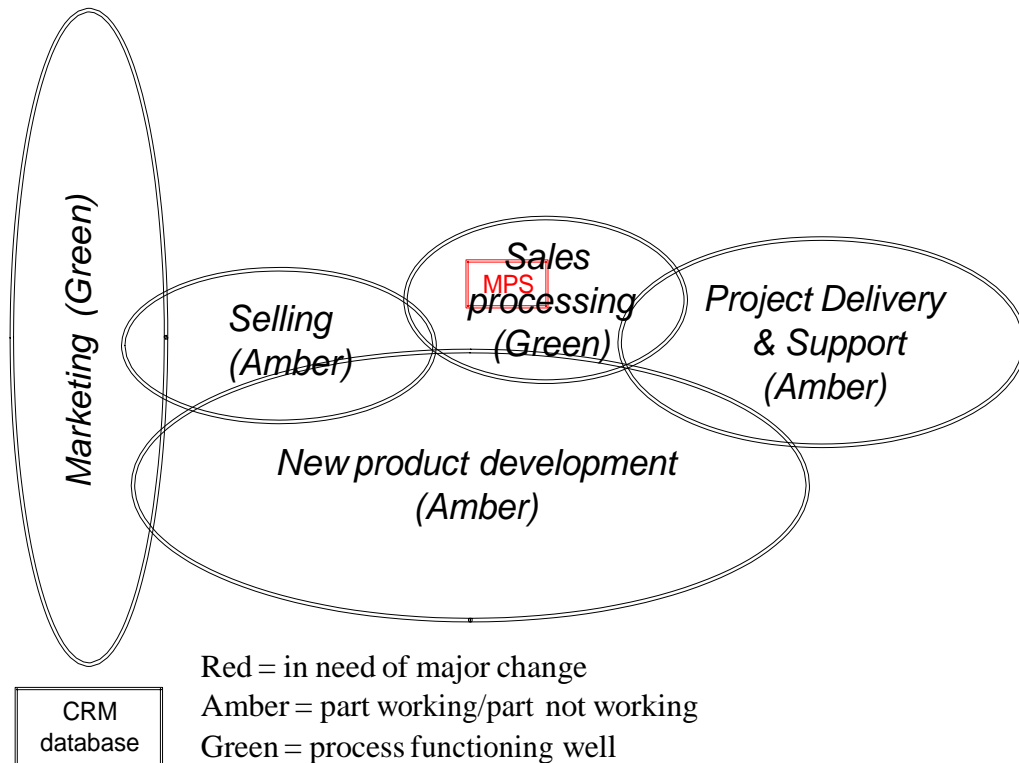 Marketing (Green)
Selling
(Amber)
Sales
MPS
processing
(Green)
Project Delivery
& Support
(Amber)
New product development
(Amber)
Red = in need of major change
Amber = part working/part not working
Green = process functioning well
CRM
database